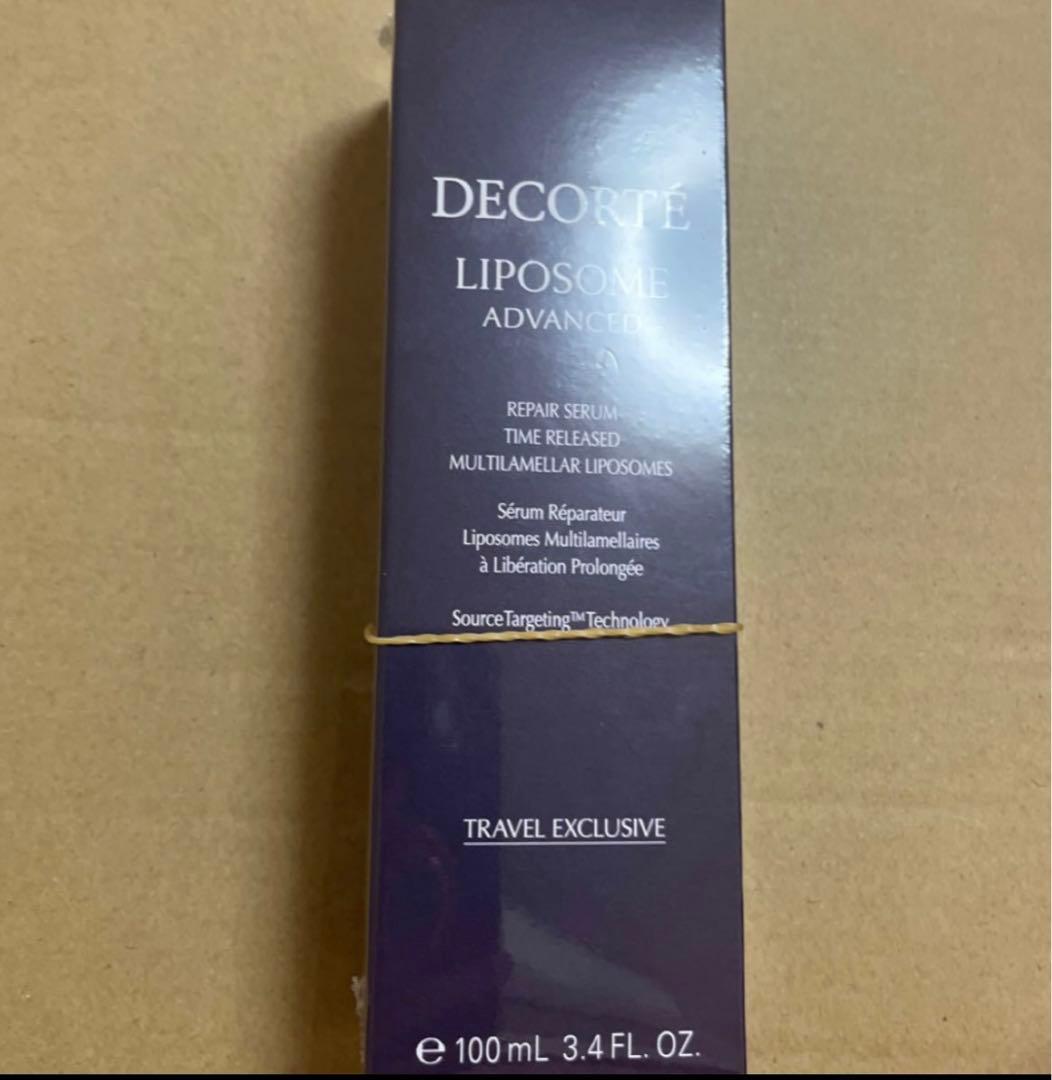 DECORTÉ
LIPOSOME
ADVANCED
REPAIR SERUM
TIME RELEASED
MULTILAMELLAR LIPOSOMES
Sérum Réparateur
Liposomes Multilamellaires
à Libération Prolongée
SourceTargeting™Technology
TRAVEL EXCLUSIVE
℮ 100 mL 3.4 FL. OZ.